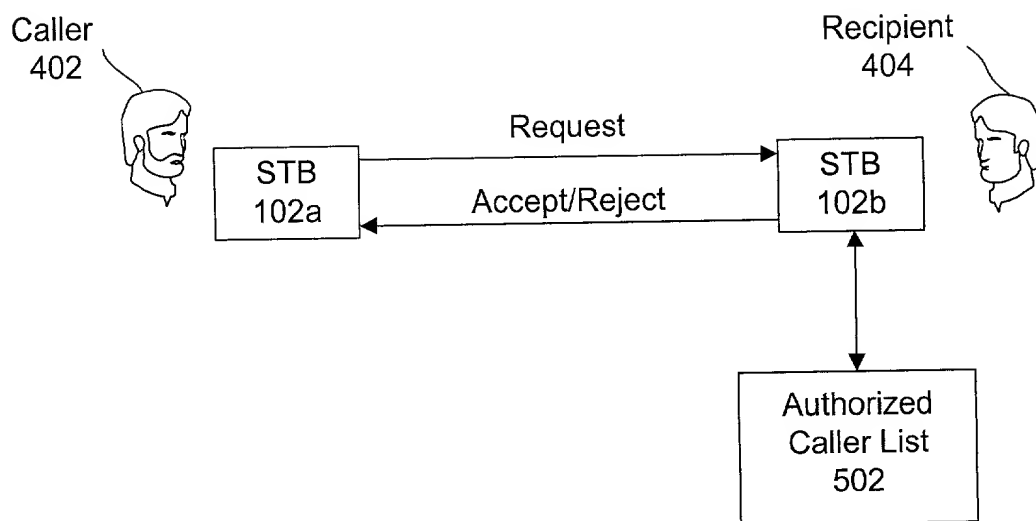 Caller
402
Recipient
404
Request
STB
102a
STB
102b
Accept/Reject
Authorized
Caller List
502